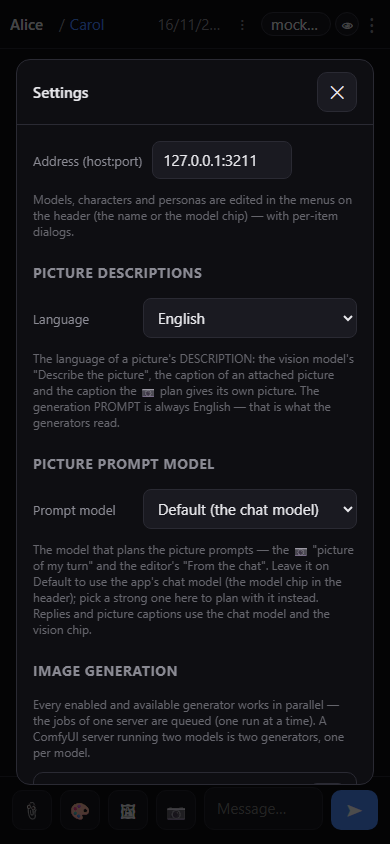 Alice / Carol 16/11/2... ⋮ mock... ⋮
Settings
Address (host:port) 127.0.0.1:3211
Models, characters and personas are edited in the menus on
the header (the name or the model chip) — with per-item
dialogs.
PICTURE DESCRIPTIONS
Language English
The language of a picture's DESCRIPTION: the vision model's
"Describe the picture", the caption of an attached picture
and the caption the 📷 plan gives its own picture. The
generation PROMPT is always English — that is what the
generators read.
PICTURE PROMPT MODEL
Prompt model Default (the chat model)
The model that plans the picture prompts — the 📷 "picture
of my turn" and the editor's "From the chat". Leave it on
Default to use the app's chat model (the model chip in the
header); pick a strong one here to plan with it instead.
Replies and picture captions use the chat model and the
vision chip.
IMAGE GENERATION
Every enabled and available generator works in parallel —
the jobs of one server are queued (one run at a time). A
ComfyUI server running two models is two generators, one
per model.
Message...